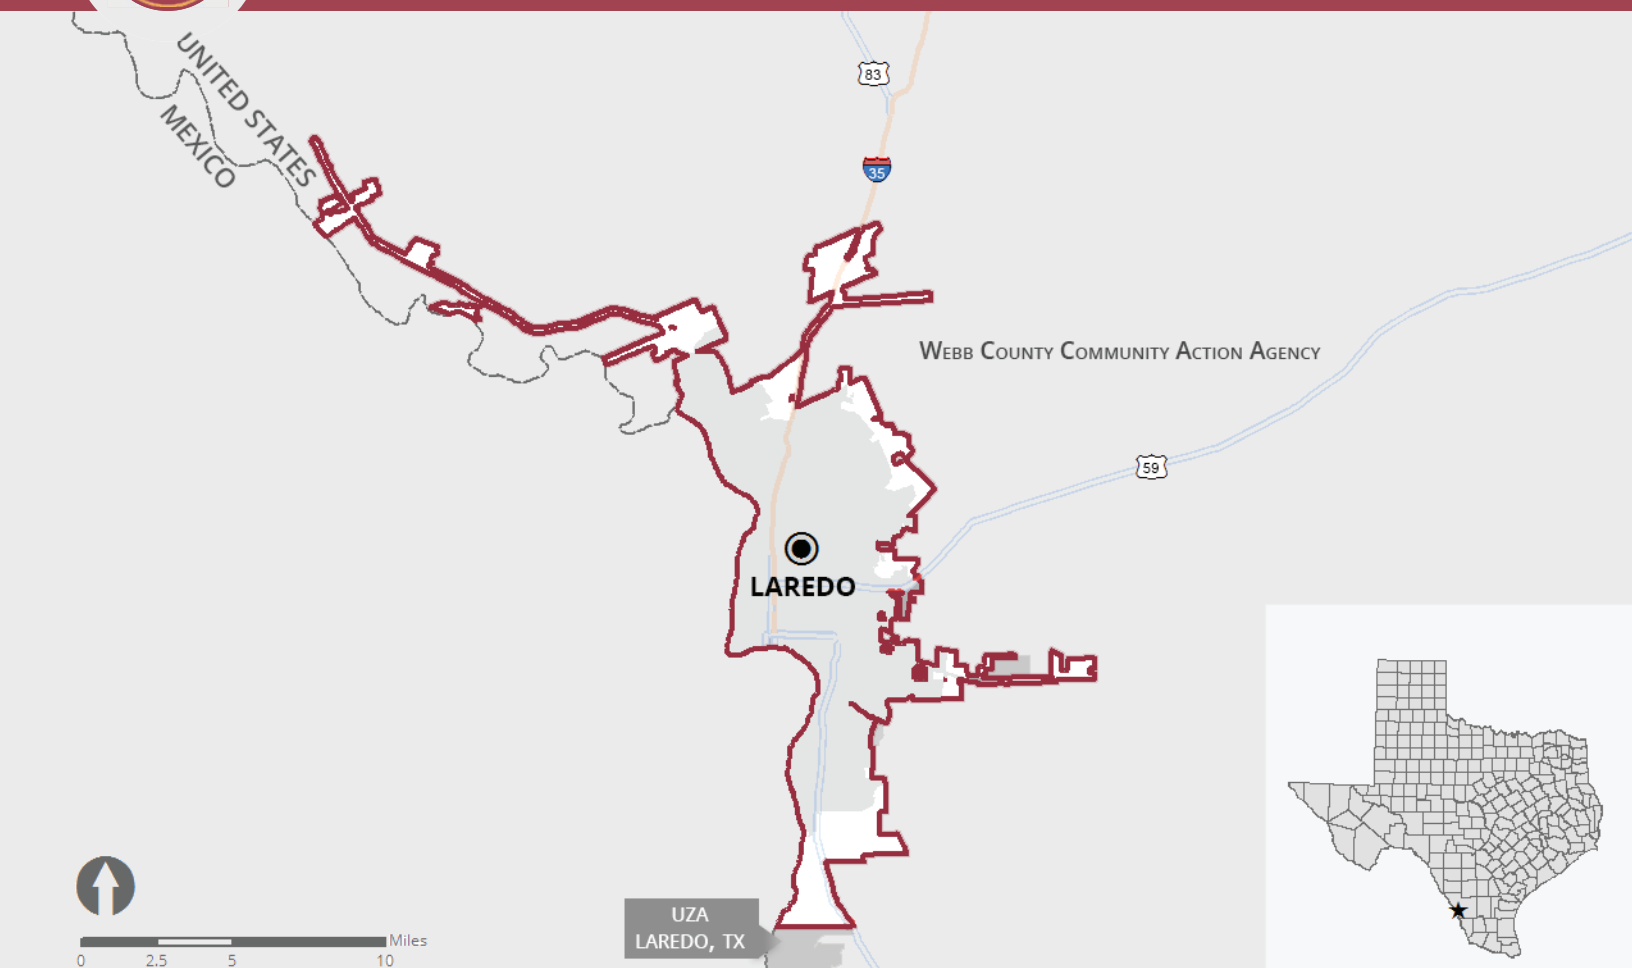 83
UNITED STATES
MEXICO
35
WEBB COUNTY COMMUNITY ACTION AGENCY
59
LAREDO
UZA
LAREDO, TX
Miles
0 2.5 5 10